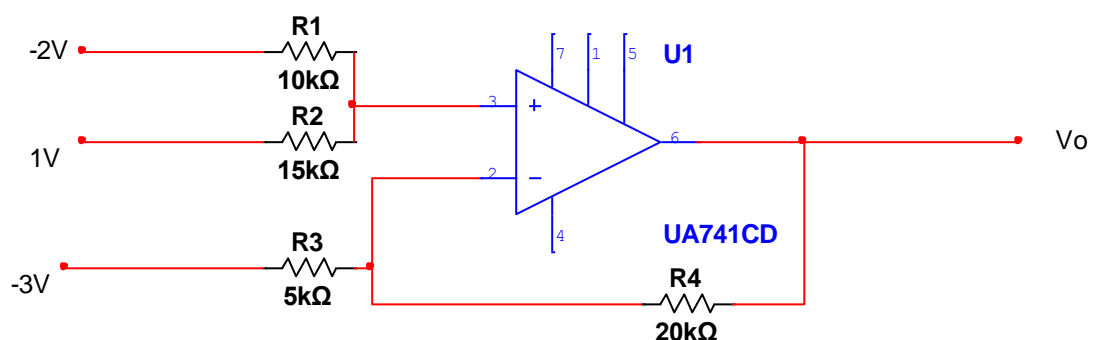 R1
-2V
10kΩ
7 1 5 U1
3 +
R2
1V
15kΩ
6
Vo
2 −
4
UA741CD
R3
-3V
5kΩ
R4
20kΩ